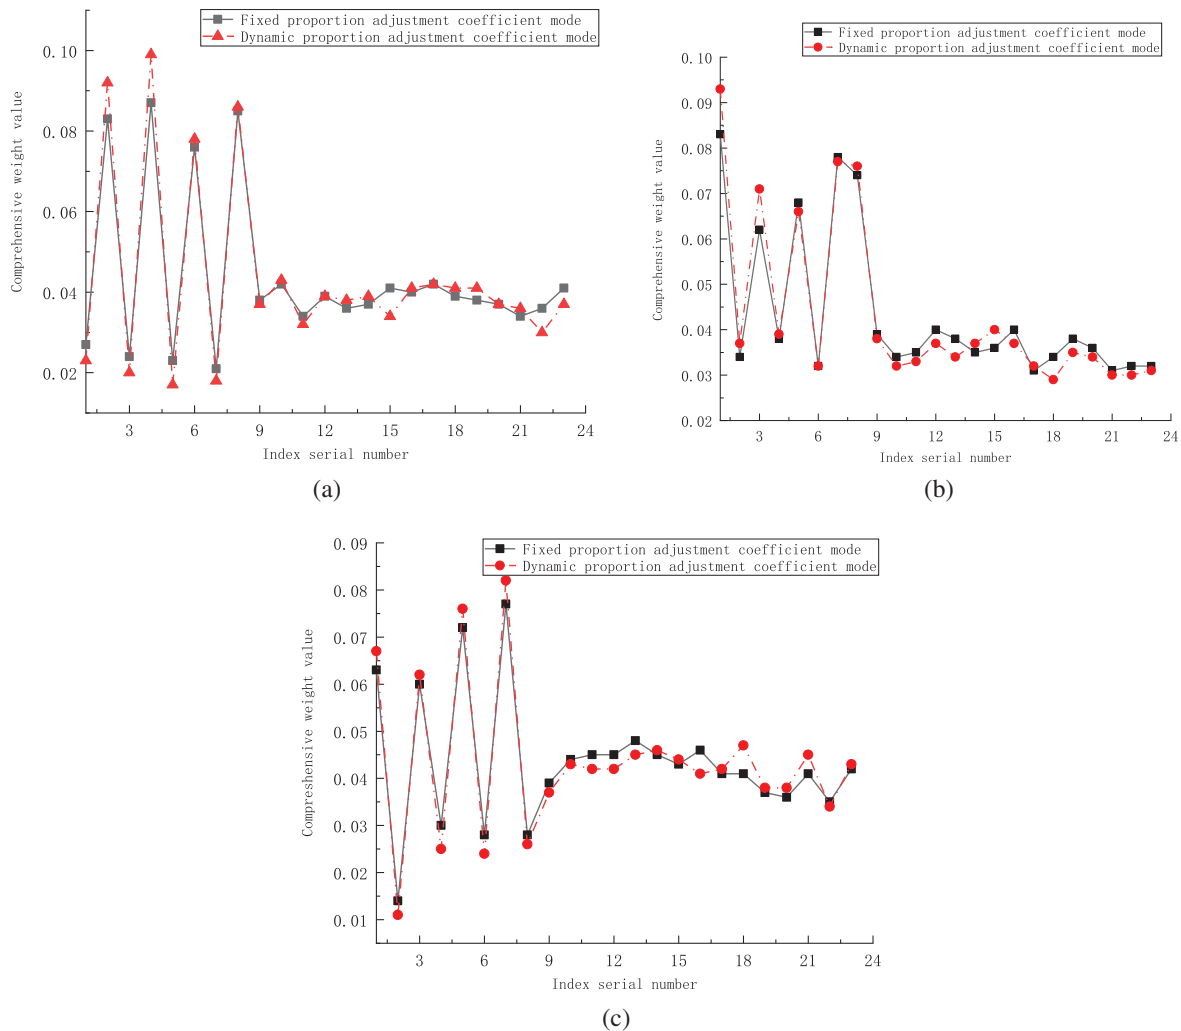 Fixed proportion adjustment coefficient mode
Dynamic proportion adjustment coefficient mode
0.10
0.08
0.06
0.04
0.02
Comprehensive weight value
3 6 9 12 15 18 21 24
Index serial number
(a)
Fixed proportion adjustment coefficient mode
Dynamic proportion adjustment coefficient mode
0.10
0.09
0.08
0.07
0.06
0.05
0.04
0.03
0.02
Comprehensive weight value
3 6 9 12 15 18 21 24
Index serial number
(b)
Fixed proportion adjustment coefficient mode
Dynamic proportion adjustment coefficient mode
0.09
0.08
0.07
0.06
0.05
0.04
0.03
0.02
0.01
Compreshensive weight value
3 6 9 12 15 18 21 24
Index serial number
(c)